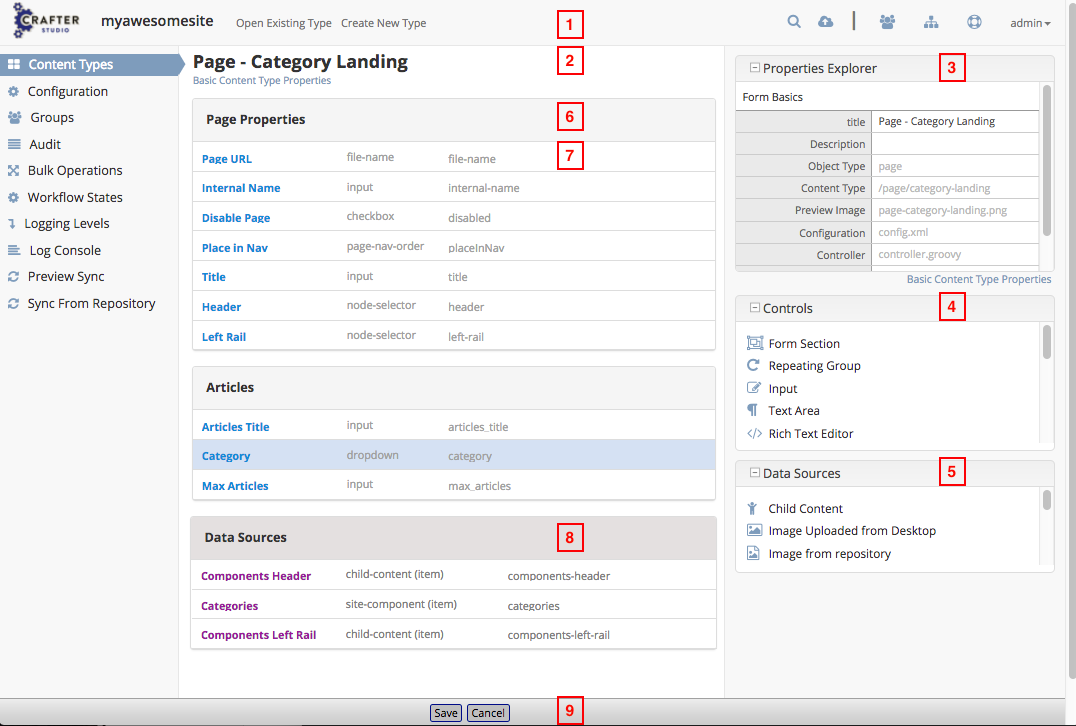 CRAFTER STUDIO myawesomesite Open Existing Type Create New Type 1 admin
Content Types
Configuration
Groups
Audit
Bulk Operations
Workflow States
Logging Levels
Log Console
Preview Sync
Sync From Repository
Page - Category Landing 2
Basic Content Type Properties
Page Properties 6
Page URL file-name file-name 7
Internal Name input internal-name
Disable Page checkbox disabled
Place in Nav page-nav-order placeInNav
Title input title
Header node-selector header
Left Rail node-selector left-rail
Articles
Articles Title input articles_title
Category dropdown category
Max Articles input max_articles
Data Sources 8
Components Header child-content (item) components-header
Categories site-component (item) categories
Components Left Rail child-content (item) components-left-rail
Properties Explorer 3
Form Basics
title Page - Category Landing
Description
Object Type page
Content Type /page/category-landing
Preview Image page-category-landing.png
Configuration config.xml
Controller controller.groovy
Basic Content Type Properties
Controls 4
Form Section
Repeating Group
Input
Text Area
Rich Text Editor
Data Sources 5
Child Content
Image Uploaded from Desktop
Image from repository
Save Cancel 9